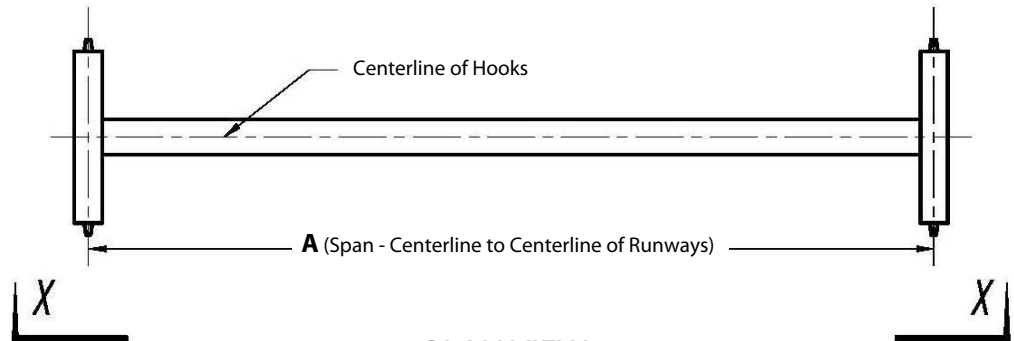 Centerline of Hooks
A (Span - Centerline to Centerline of Runways)
X X